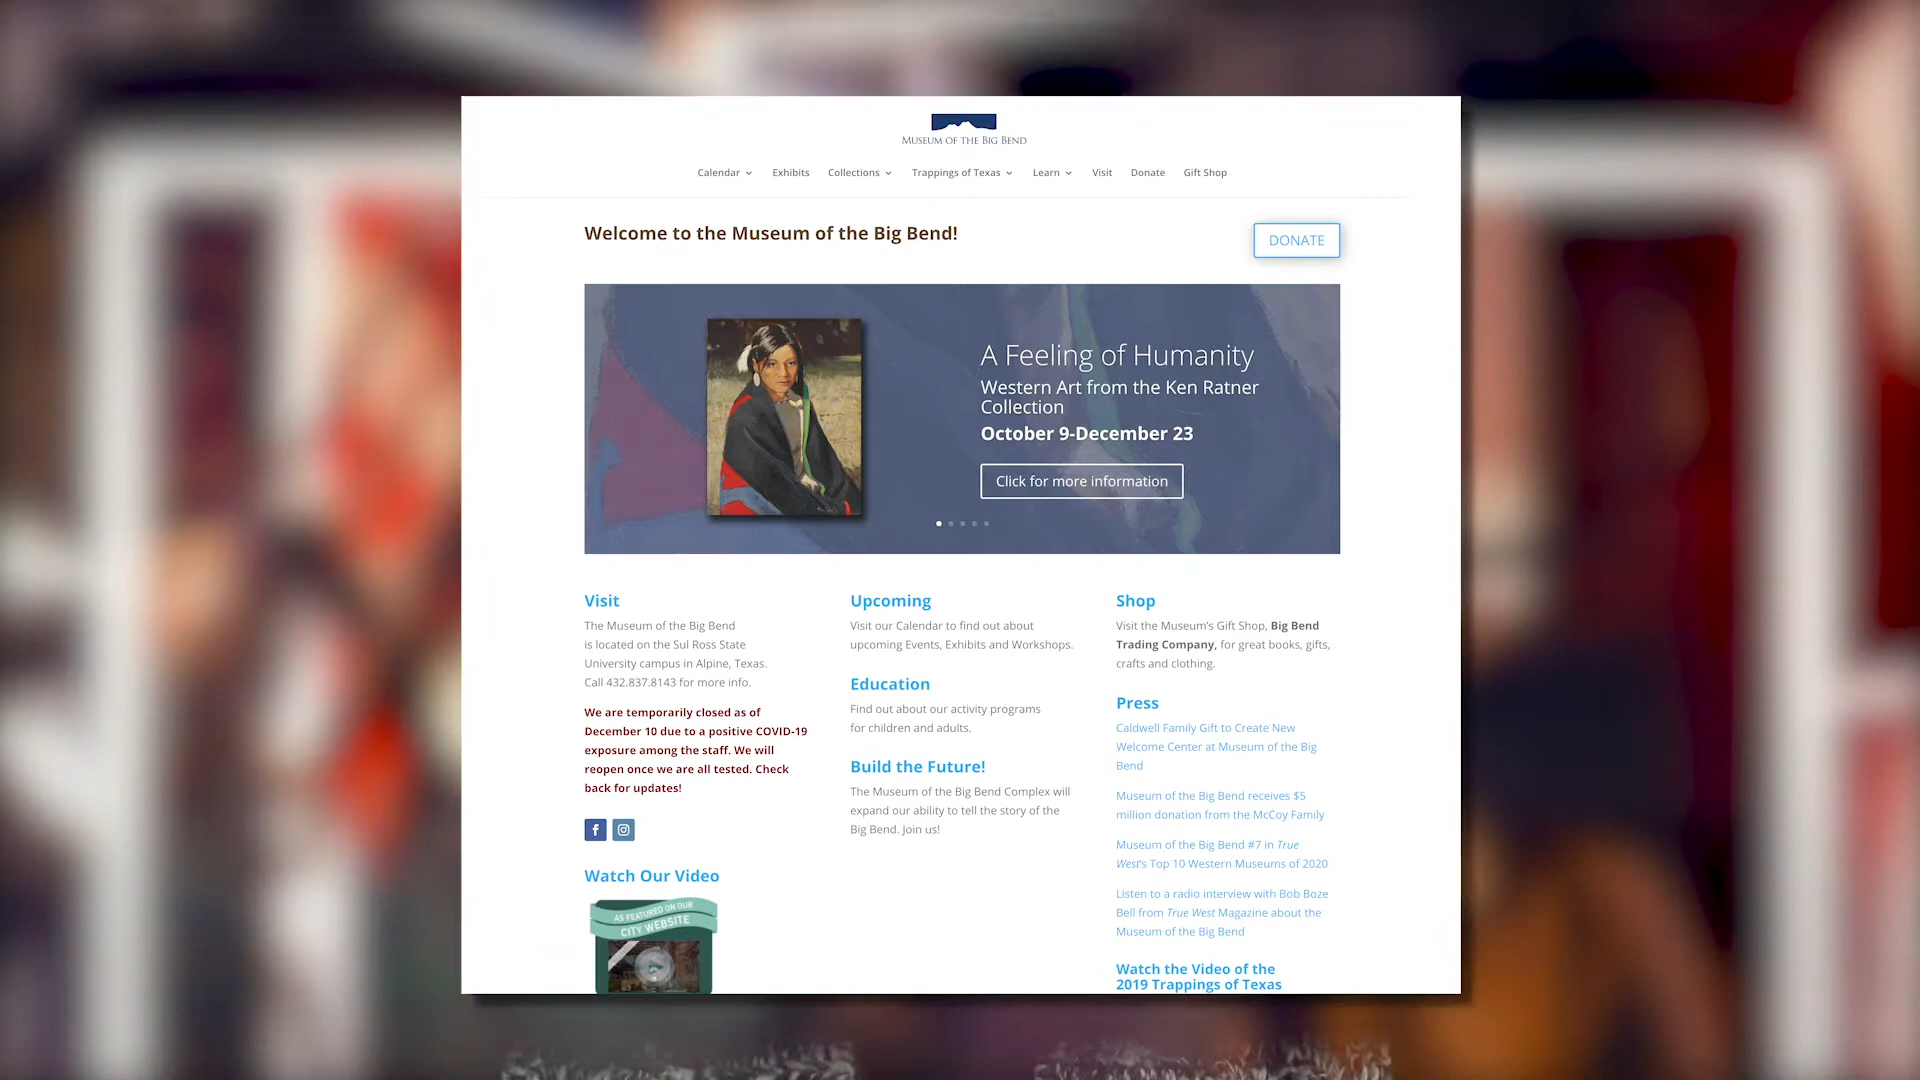 MUSEUM OF THE BIG BEND
Calendar Exhibits Collections Trappings of Texas Learn Visit Donate Gift Shop
Welcome to the Museum of the Big Bend!
DONATE
A Feeling of Humanity
Western Art from the Ken Ratner
Collection
October 9-December 23
Click for more information
Visit
The Museum of the Big Bend
is located on the Sul Ross State
University campus in Alpine, Texas.
Call 432.837.8143 for more info.
We are temporarily closed as of
December 10 due to a positive COVID-19
exposure among the staff. We will
reopen once we are all tested. Check
back for updates!
Watch Our Video
AS FEATURED ON OUR
CITY WEBSITE
Upcoming
Visit our Calendar to find out about
upcoming Events, Exhibits and Workshops.
Education
Find out about our activity programs
for children and adults.
Build the Future!
The Museum of the Big Bend Complex will
expand our ability to tell the story of the
Big Bend. Join us!
Shop
Visit the Museum's Gift Shop, Big Bend
Trading Company, for great books, gifts,
crafts and clothing.
Press
Caldwell Family Gift to Create New
Welcome Center at Museum of the Big
Bend
Museum of the Big Bend receives $5
million donation from the McCoy Family
Museum of the Big Bend #7 in True
West's Top 10 Western Museums of 2020
Listen to a radio interview with Bob Boze
Bell from True West Magazine about the
Museum of the Big Bend
Watch the Video of the
2019 Trappings of Texas